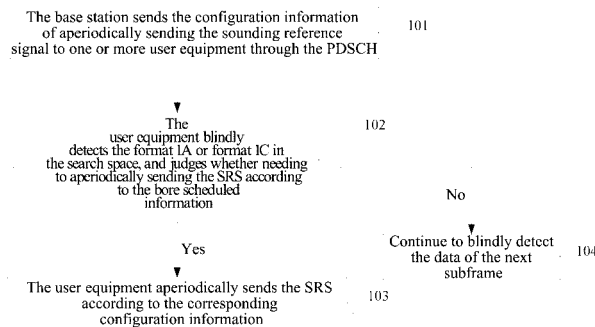 The base station sends the configuration information
of aperiodically sending the sounding reference
signal to one or more user equipment through the PDSCH
101
The
user equipment blindly
detects the format 1A or format 1C in
the search space, and judges whether needing
to aperiodically sending the SRS according
to the bore scheduled
information
102
No
Yes
Continue to blindly detect
the data of the next
subframe
104
The user equipment aperiodically sends the SRS
according to the corresponding
configuration information
103